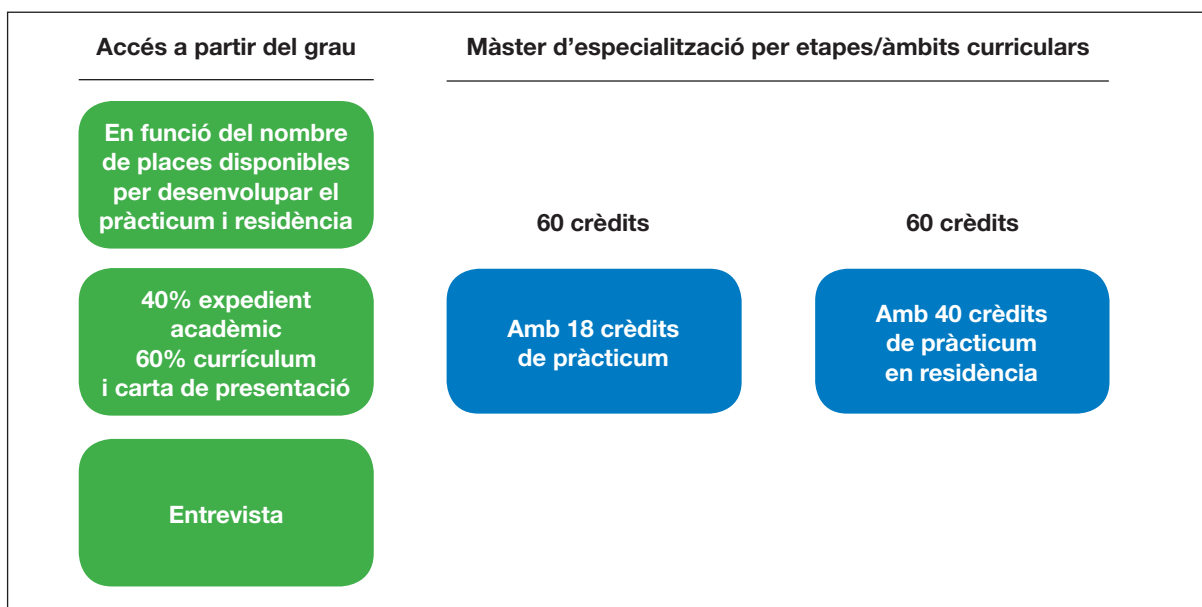 Accés a partir del grau
Màster d’especialització per etapes/àmbits curriculars
En funció del nombre
de places disponibles
per desenvolupar el
pràcticum i residència
60 crèdits
60 crèdits
40% expedient
acadèmic
60% currículum
i carta de presentació
Amb 18 crèdits
de pràcticum
Amb 40 crèdits
de pràcticum
en residència
Entrevista